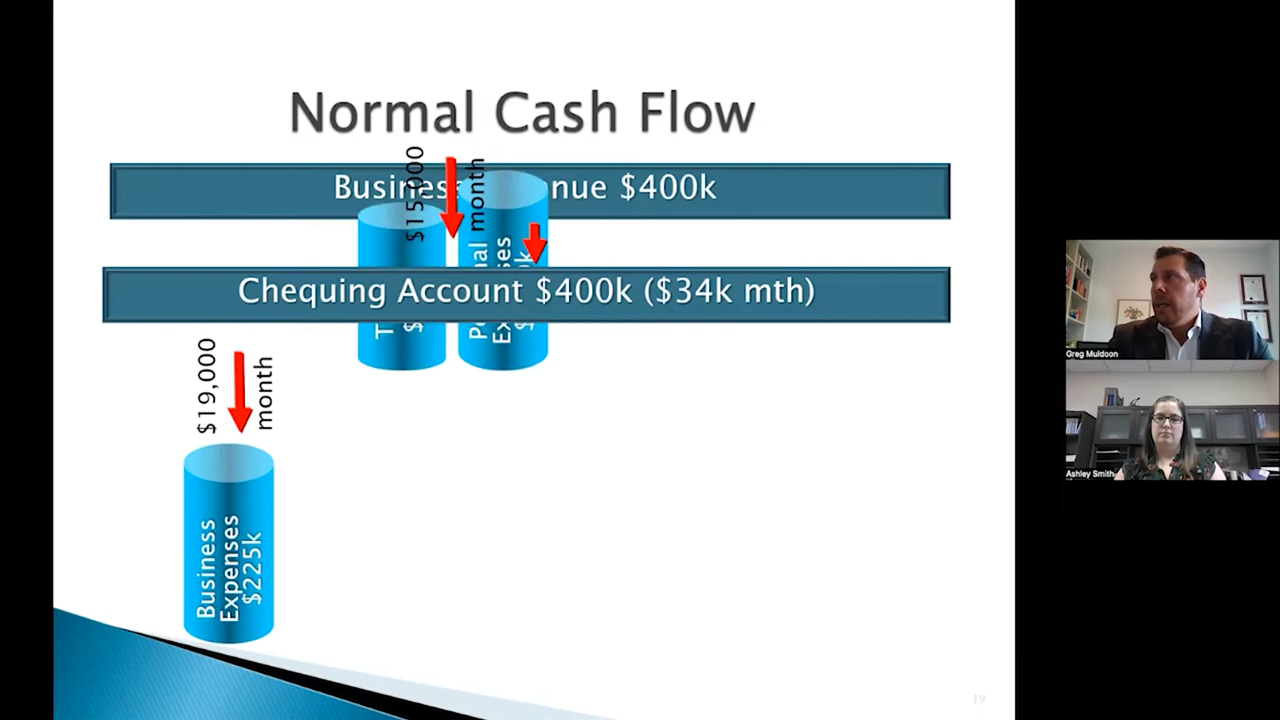 Normal Cash Flow
$15,000
month
Business Revenue $400k
Chequing Account $400k ($34k mth)
$19,000
month
Business
Expenses
$225k
Greg Muldoon
Ashley Smith
19